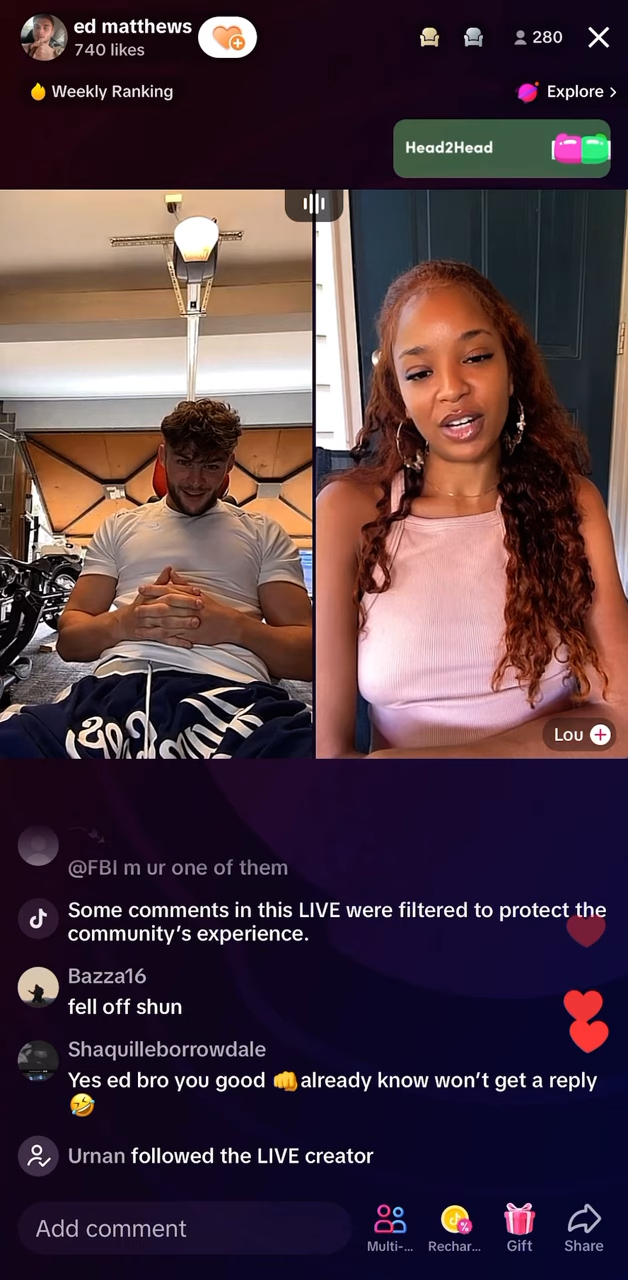 ed matthews
740 likes
280
Weekly Ranking
Explore >
Head2Head
Lou
@FBI m ur one of them
Some comments in this LIVE were filtered to protect the
community's experience.
Bazza16
fell off shun
Shaquilleborrowdale
Yes ed bro you good 👊already know won't get a reply
🤣
Urnan followed the LIVE creator
Add comment
Multi-...
Rechar...
Gift
Share